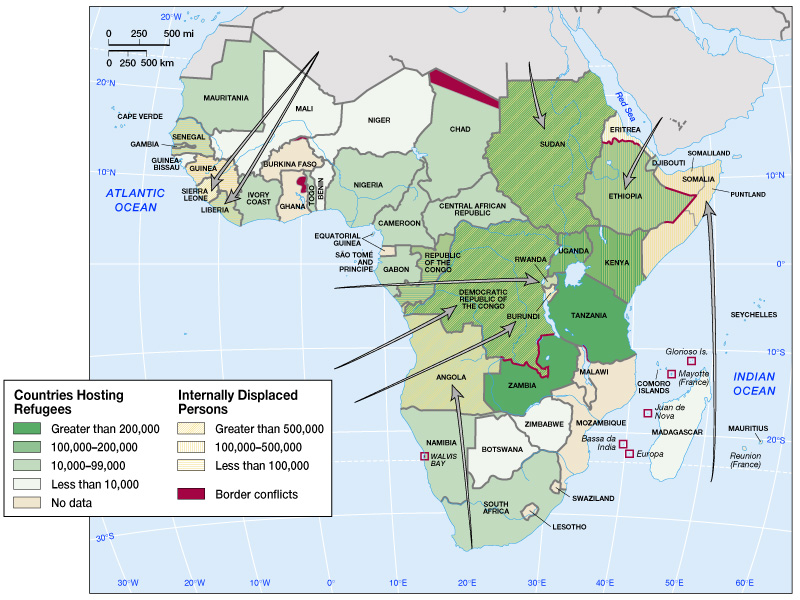 20°W
0 250 500 mi
0 250 500 km
20°N
10°N
0°
10°S
20°S
30°S
MAURITANIA
MALI
NIGER
CHAD
SUDAN
Red Sea
ERITREA
CAPE VERDE
SENEGAL
GAMBIA
GUINEA
BISSAU
GUINEA
SIERRA
LEONE
LIBERIA
IVORY
COAST
BURKINA FASO
GHANA
TOGO
BENIN
NIGERIA
CAMEROON
CENTRAL AFRICAN
REPUBLIC
DJIBOUTI
SOMALILAND
SOMALIA
PUNTLAND
ETHIOPIA
ATLANTIC
OCEAN
EQUATORIAL
GUINEA
SÃO TOMÉ
AND
PRINCIPE
GABON
REPUBLIC
OF THE
CONGO
DEMOCRATIC
REPUBLIC OF
THE CONGO
RWANDA
BURUNDI
UGANDA
KENYA
TANZANIA
SEYCHELLES
ANGOLA
ZAMBIA
MALAWI
MOZAMBIQUE
ZIMBABWE
BOTSWANA
NAMIBIA
WALVIS
BAY
SOUTH
AFRICA
SWAZILAND
LESOTHO
COMORO
ISLANDS
Glorioso Is.
Mayotte
(France)
Juan de
Nova
Bassa da
India
Europa
MADAGASCAR
MAURITIUS
Reunion
(France)
INDIAN
OCEAN
Countries Hosting
Refugees
Greater than 200,000
100,000–200,000
10,000–99,000
Less than 10,000
No data
Internally Displaced
Persons
Greater than 500,000
100,000–500,000
Less than 100,000
Border conflicts
30°W
20°W
10°W
0°
10°E
20°E
30°E
40°E
50°E
60°E